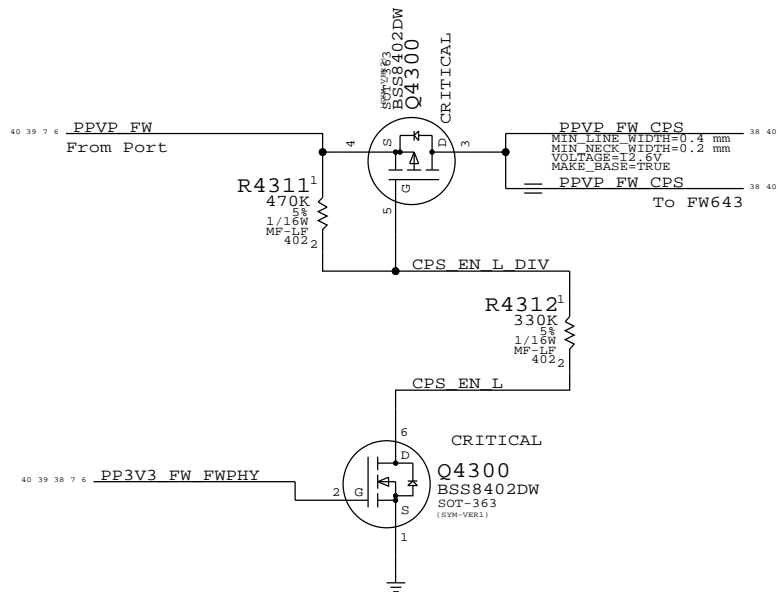 SOT-363
BSS8402DW
Q4300
CRITICAL
40 39 7 6
PPVP_FW
From Port
4
S
D
3
G
5
PPVP_FW_CPS
38 40
MIN_LINE_WIDTH=0.4 mm
MIN_NECK_WIDTH=0.2 mm
VOLTAGE=12.6V
MAKE_BASE=TRUE
PPVP_FW_CPS
38 40
To FW643
R4311
1
470K
5%
1/16W
MF-LF
402
2
CPS_EN_L_DIV
R4312
1
330K
5%
1/16W
MF-LF
402
2
CPS_EN_L
6
D
CRITICAL
40 39 38 7 6
PP3V3_FW_FWPHY
2
G
S
1
Q4300
BSS8402DW
SOT-363
(SYM-VER1)